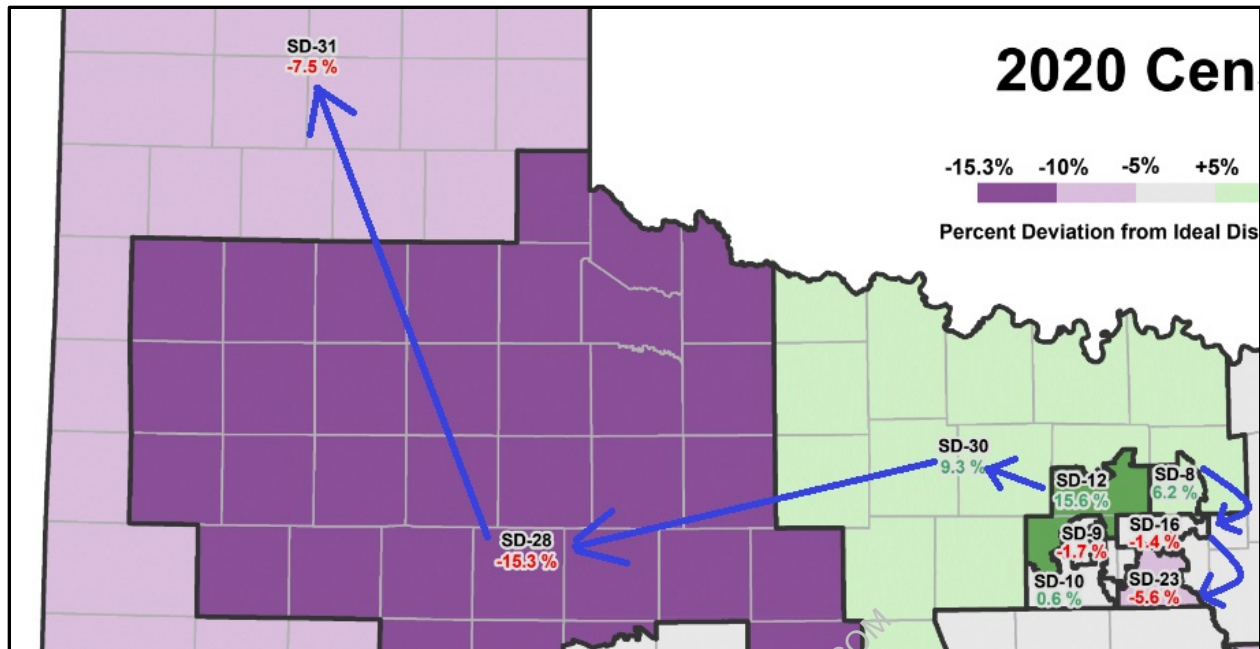 SD-31
-7.5 %
2020 Cen
-15.3% -10% -5% +5%
Percent Deviation from Ideal Dis
SD-30
9.3 %
SD-12
15.6 %
SD-8
6.2 %
SD-28
-15.3 %
SD-9
-1.7 %
SD-16
-1.4 %
SD-10
0.6 %
SD-23
-5.6 %
COM